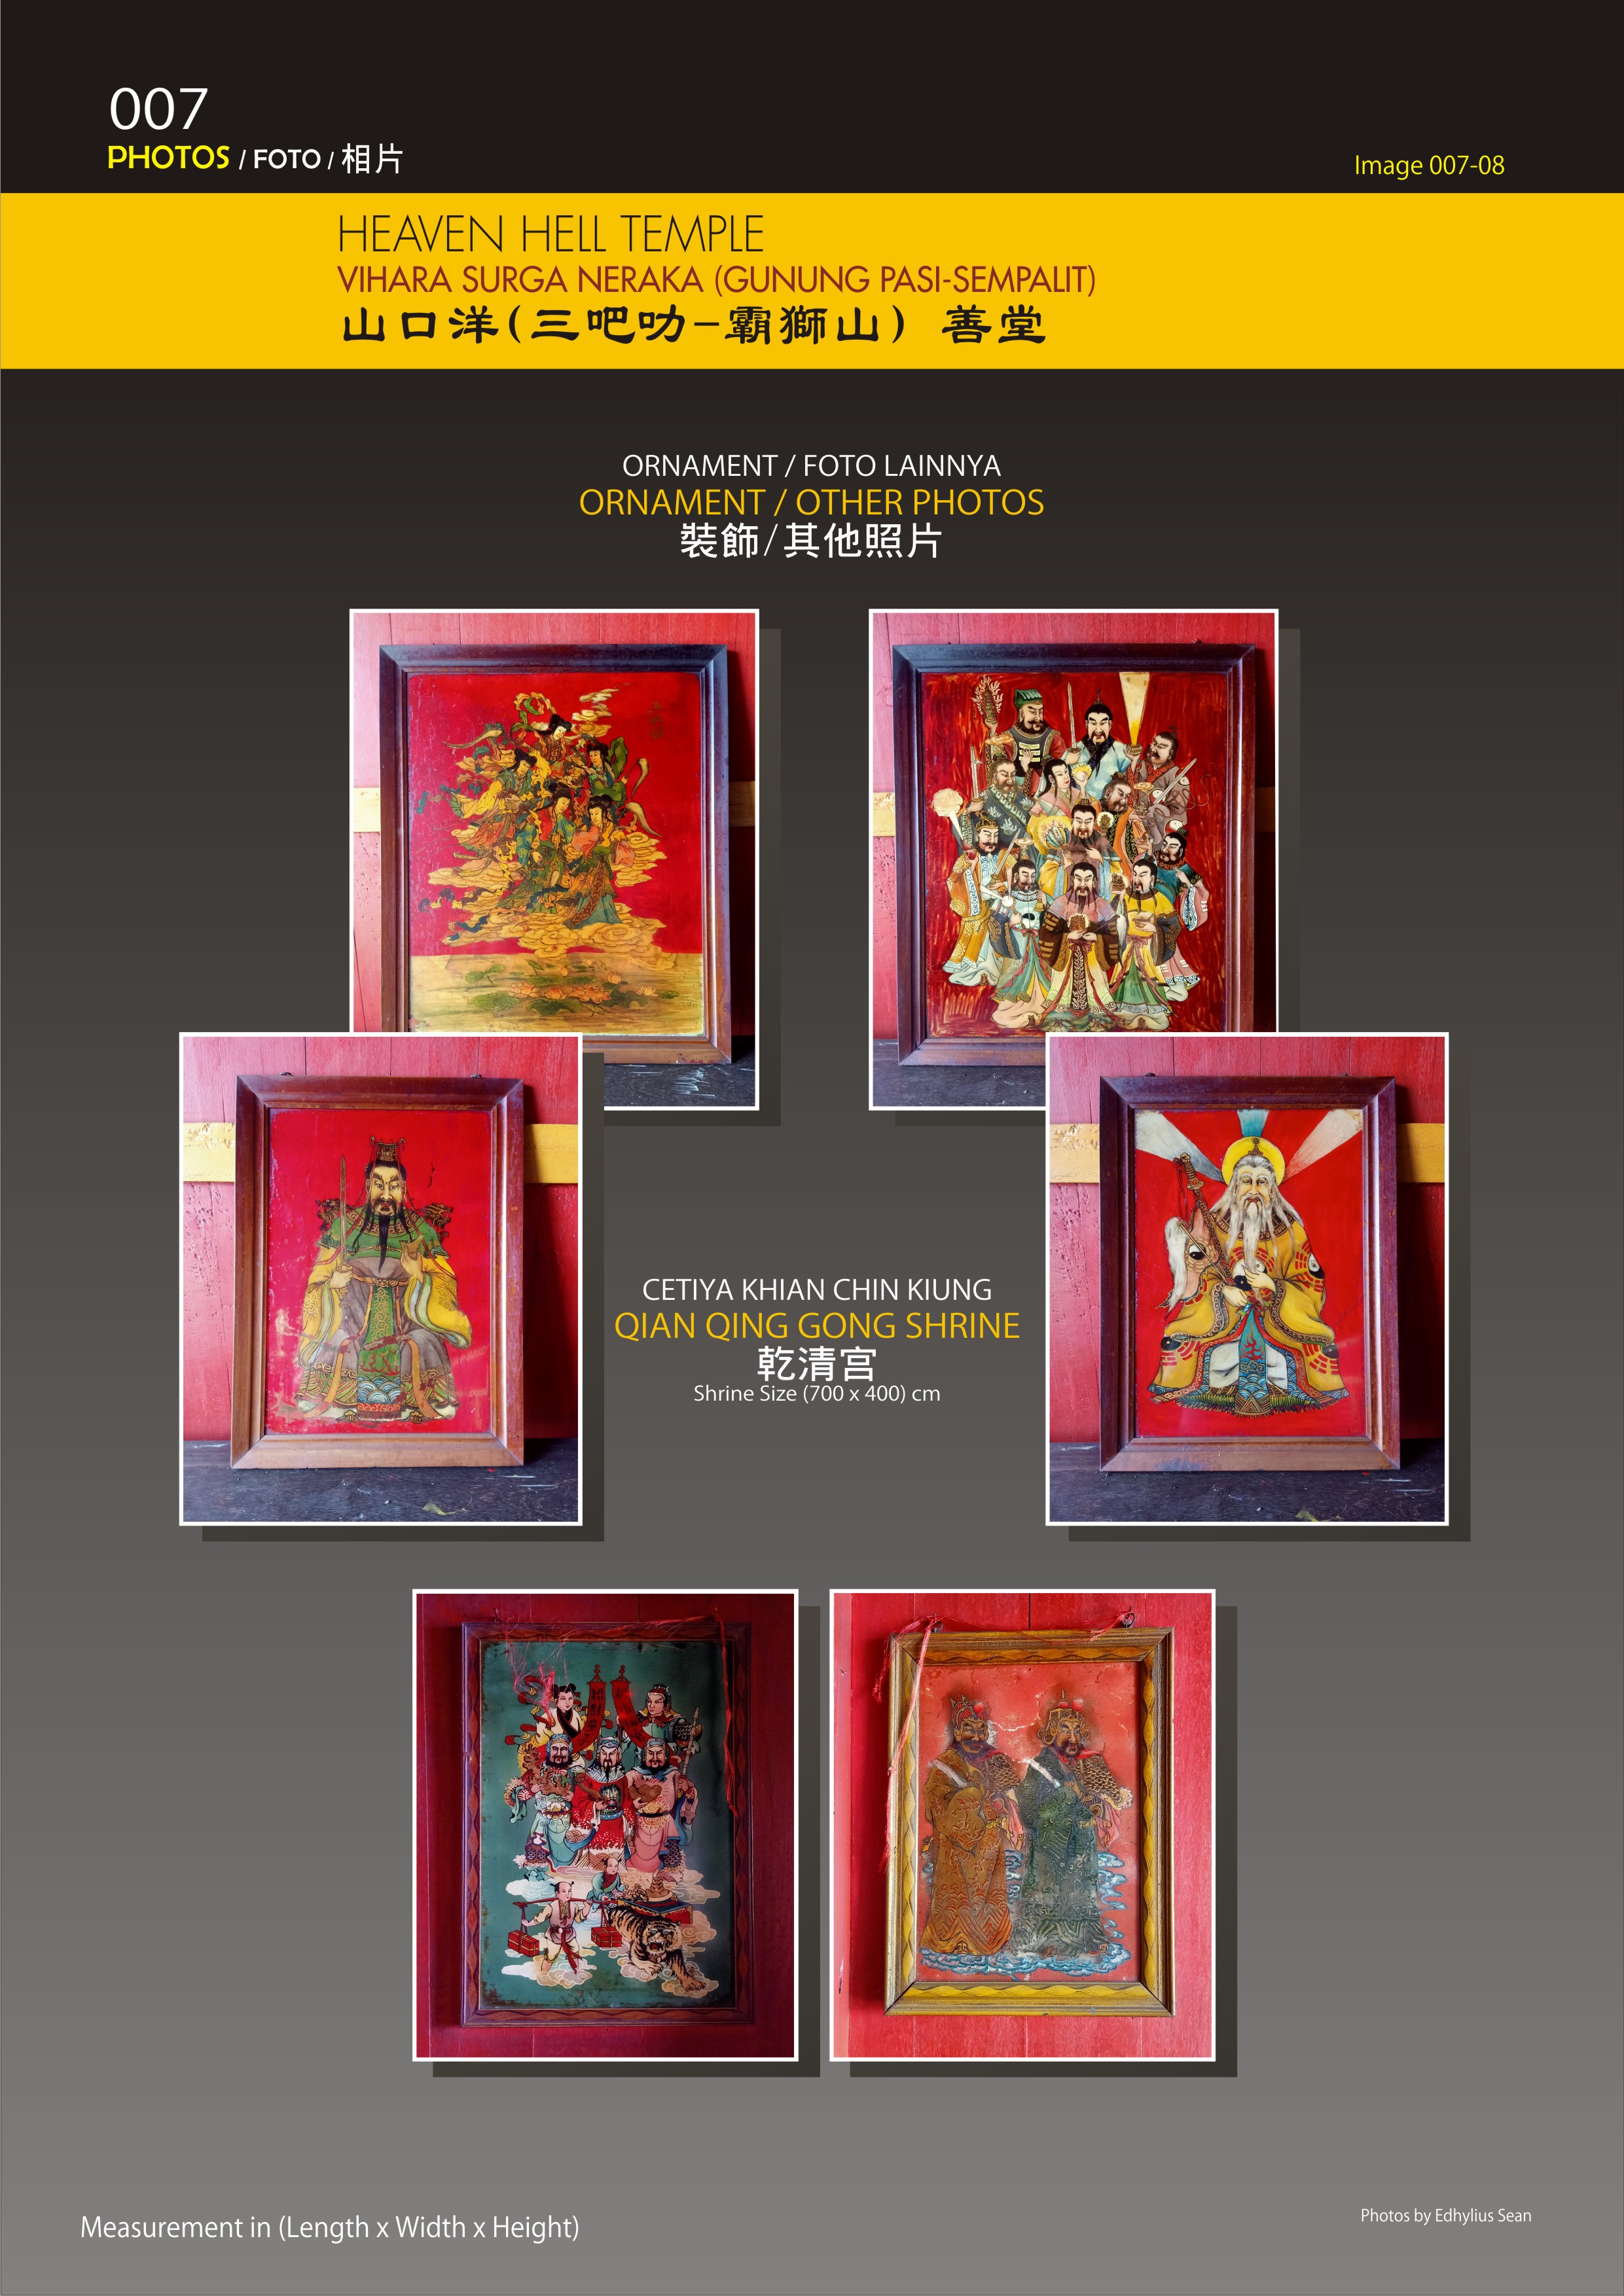 007
PHOTOS / FOTO / 相片
Image 007-08
HEAVEN HELL TEMPLE
VIHARA SURGA NERAKA (GUNUNG PASI-SEMPALIT)
山口洋(三吧叻-霸獅山) 善堂
ORNAMENT / FOTO LAINNYA
ORNAMENT / OTHER PHOTOS
裝飾/其他照片
CETIYA KHIAN CHIN KIUNG
QIAN QING GONG SHRINE
乾清宫
Shrine Size (700 x 400) cm
Measurement in (Length x Width x Height)
Photos by Edhylius Sean